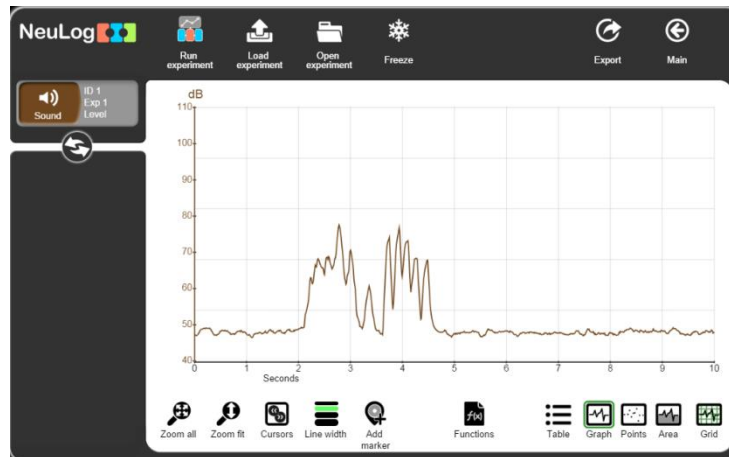 NeuLog
Run
experiment
Load
experiment
Open
experiment
Freeze
Export
Main
Sound
ID 1
Exp 1
Level
dB
110
100
90
80
70
60
50
40
0 1 2 3 4 5 6 7 8 9 10
Seconds
Zoom all
Zoom fit
Cursors
Line width
Add
marker
f(x)
Functions
Table
Graph
Points
Area
Grid